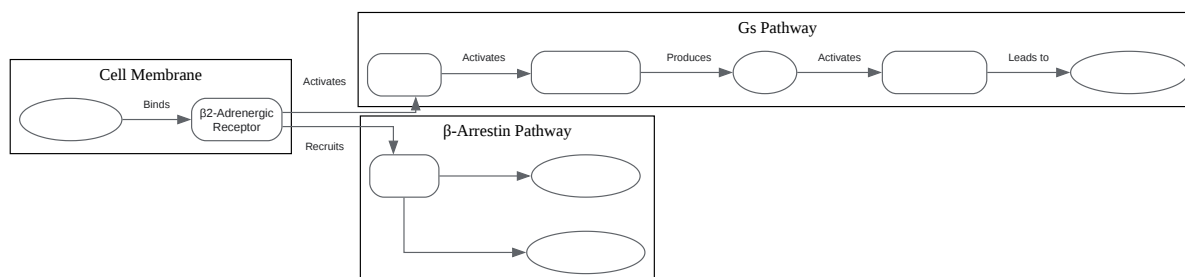 Gs Pathway
Activates
Produces
Activates
Leads to
Cell Membrane
Activates
Binds
β2-Adrenergic
Receptor
β-Arrestin Pathway
Recruits